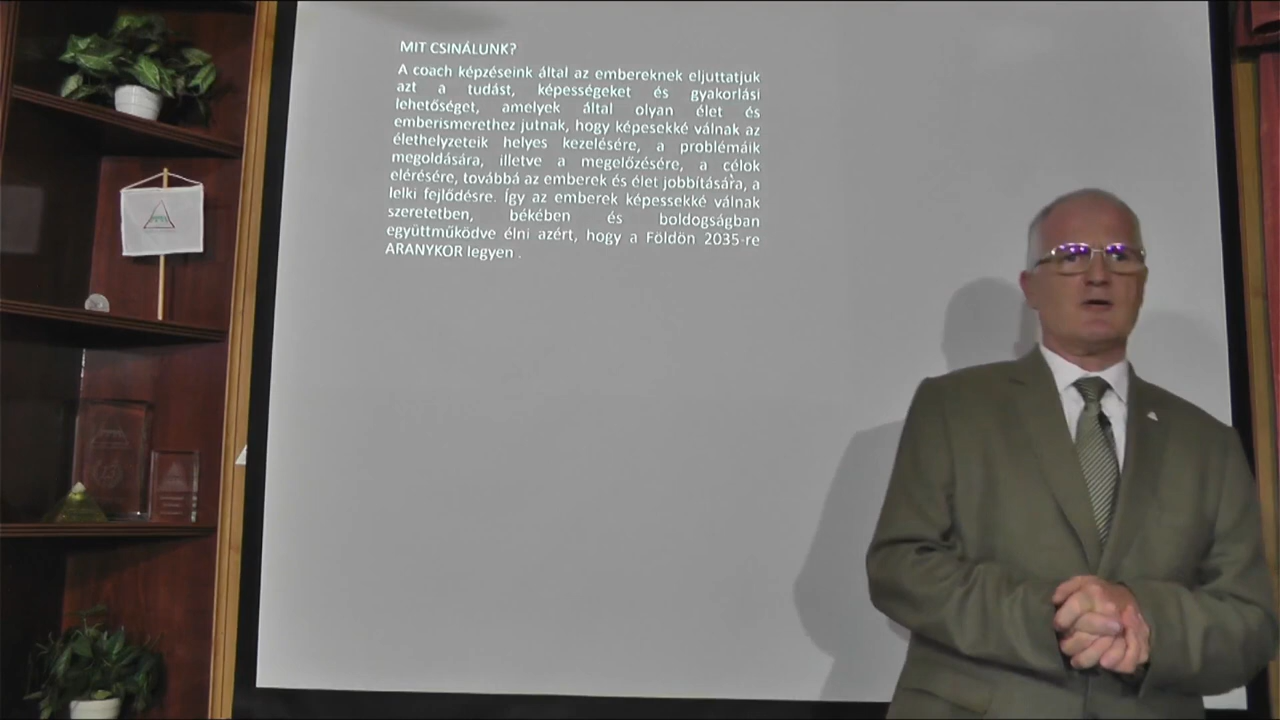 MIT CSINÁLUNK?
A coach képzéseink által az embereknek eljuttatjuk
azt a tudást, képességeket és gyakorlási
lehetőséget, amelyek által olyan élet és
emberismerethez jutnak, hogy képesekké válnak az
élethelyzeteik helyes kezelésére, a problémáik
megoldására, illetve a megelőzésére, a célok
elérésére, továbbá az emberek és élet jobbítására, a
lelki fejlődésre. Így az emberek képessekké válnak
szeretetben, békében és boldogságban
együttműködve élni azért, hogy a Földön 2035-re
ARANYKOR legyen .